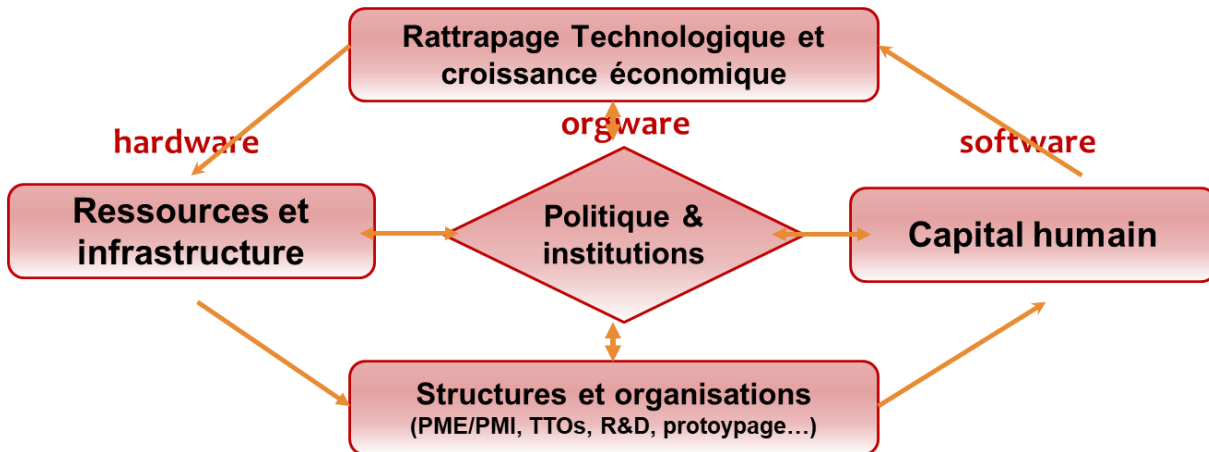 Rattrapage Technologique et
croissance économique
hardware
orgware
software
Ressources et
infrastructure
Politique &
institutions
Capital humain
Structures et organisations
(PME/PMI, TTOs, R&D, protoypage…)